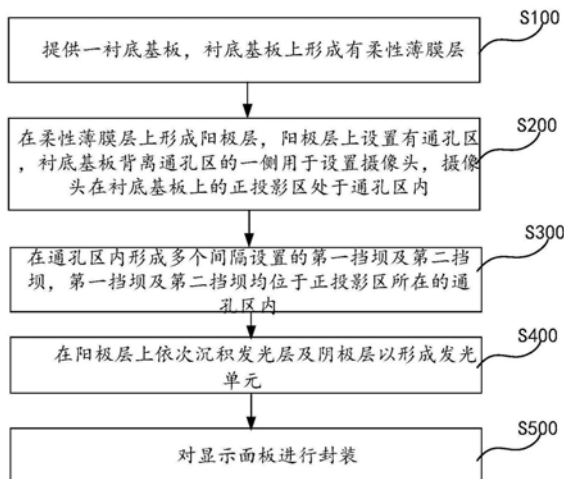 S100
提供一衬底基板，衬底基板上形成有柔性薄膜层
S200
在柔性薄膜层上形成阳极层，阳极层上设置有通孔区
，衬底基板背离通孔区的一侧用于设置摄像头，摄像
头在衬底基板上的正投影区处于通孔区内
S300
在通孔区内形成多个间隔设置的第一挡坝及第二挡
坝，第一挡坝及第二挡坝均位于正投影区所在的通
孔区内
S400
在阳极层上依次沉积发光层及阴极层以形成发光
单元
S500
对显示面板进行封装